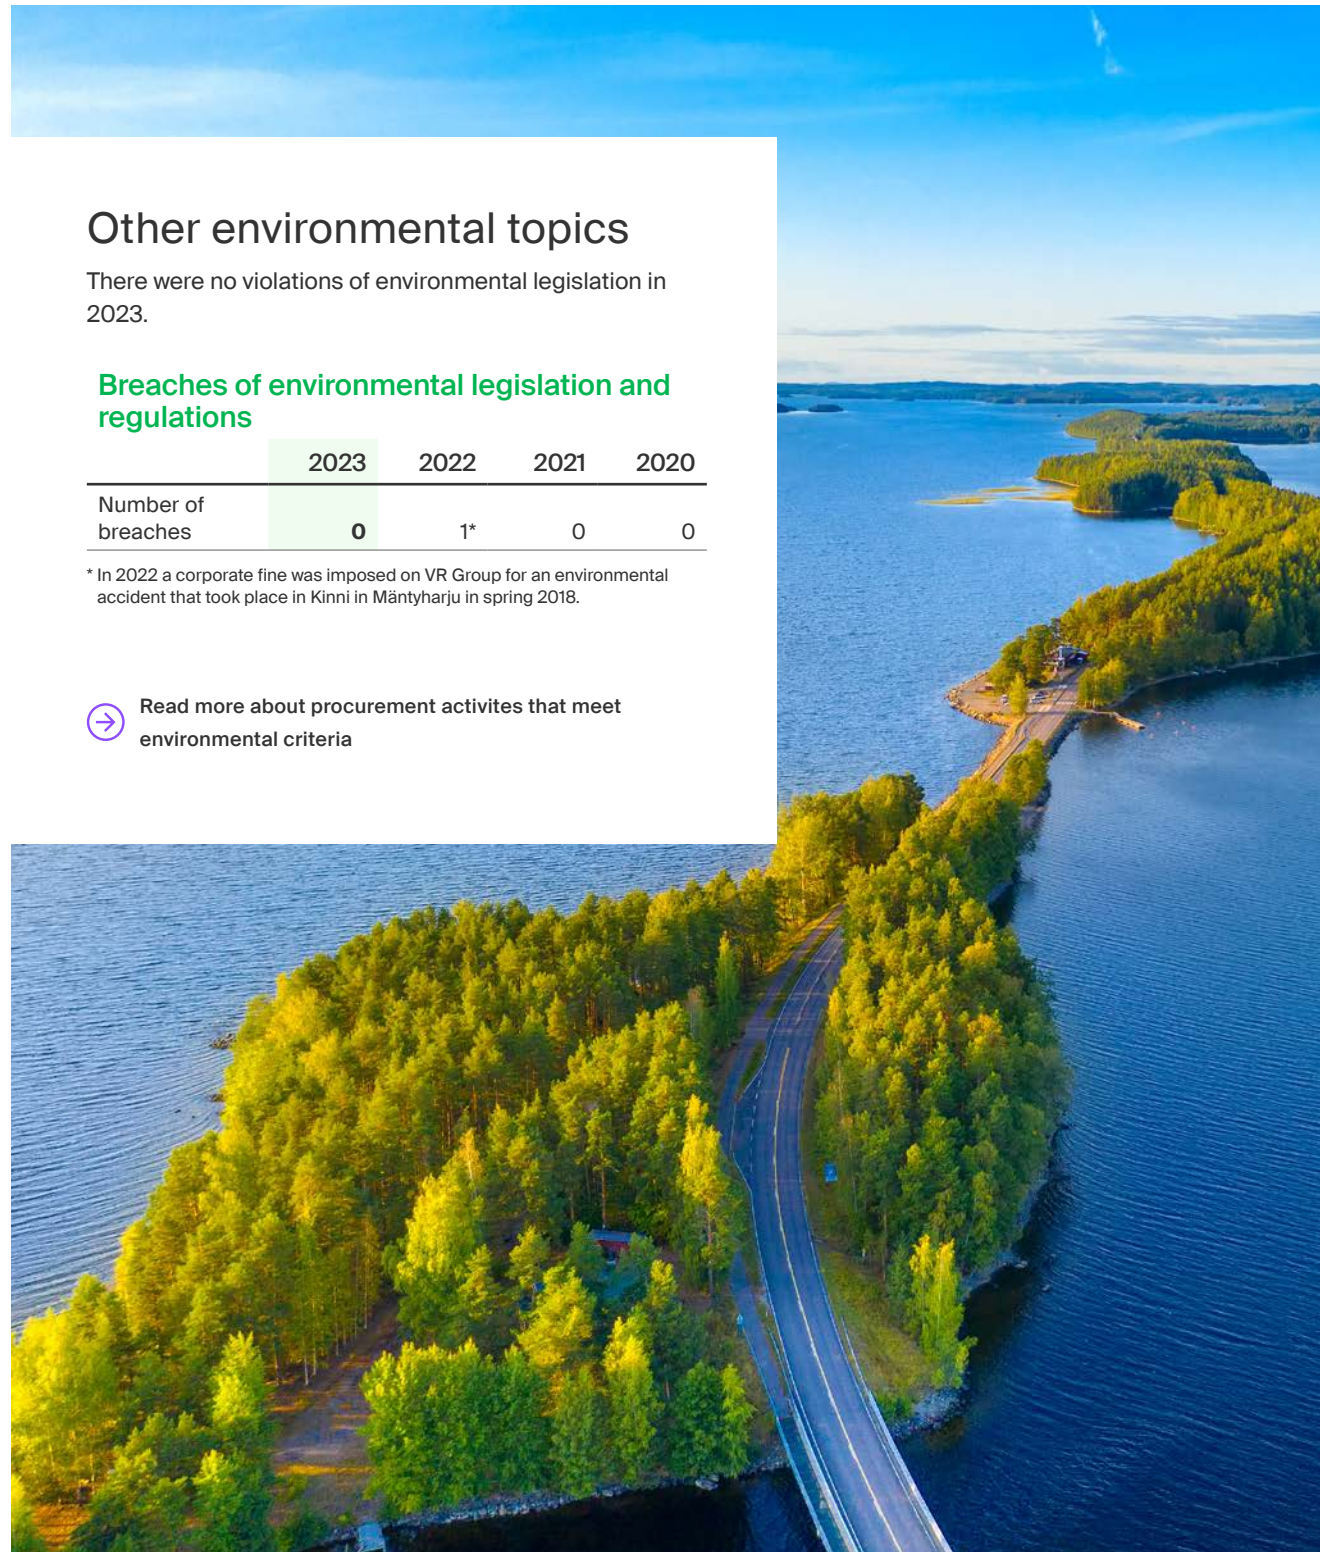 Other environmental topics
There were no violations of environmental legislation in
2023.
Breaches of environmental legislation and
regulations
2023 2022 2021 2020
Number of
breaches 0 1* 0 0
* In 2022 a corporate fine was imposed on VR Group for an environmental
accident that took place in Kinni in Mäntyharju in spring 2018.
Read more about procurement activites that meet
environmental criteria